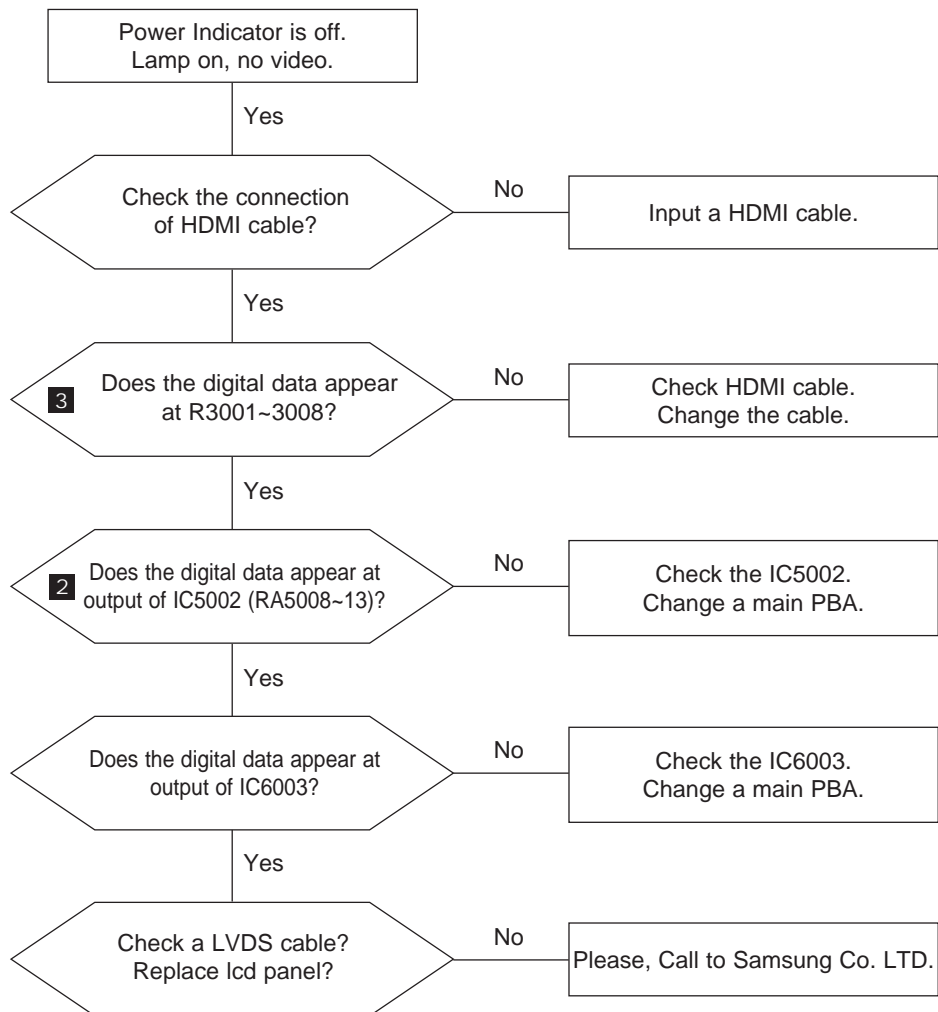 Power Indicator is off.
Lamp on, no video.
Yes
Check the connection
of HDMI cable?
No
Input a HDMI cable.
Yes
3
Does the digital data appear
at R3001~3008?
No
Check HDMI cable.
Change the cable.
Yes
2
Does the digital data appear at
output of IC5002 (RA5008~13)?
No
Check the IC5002.
Change a main PBA.
Yes
Does the digital data appear at
output of IC6003?
No
Check the IC6003.
Change a main PBA.
Yes
Check a LVDS cable?
Replace lcd panel?
No
Please, Call to Samsung Co. LTD.